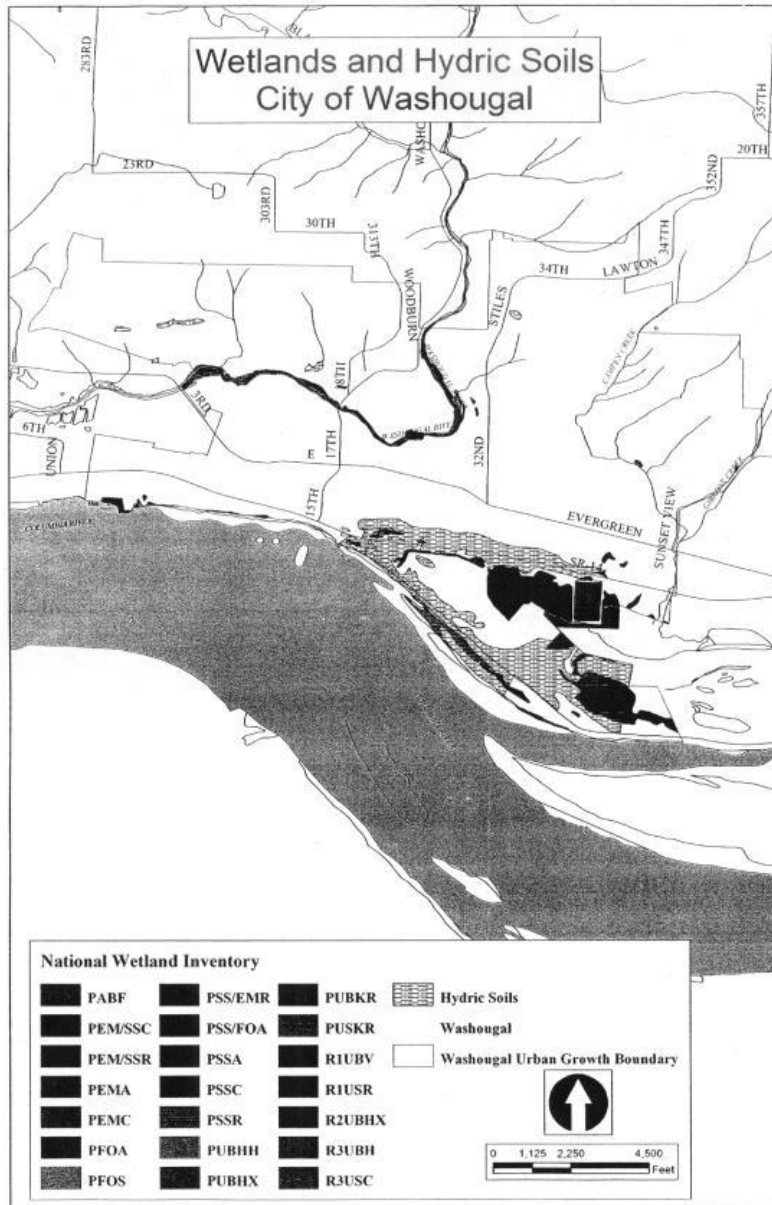 Wetlands and Hydric Soils
City of Washougal
283RD
357TH
20TH
352ND
23RD
303RD
30TH
313TH
347TH
34TH
LAWTON
WOODBURN
STILES
18TH
3RD
6TH
UNION
17TH
E
32ND
15TH
EVERGREEN
SUNSET VIEW
COLUMBIA RIVER
National Wetland Inventory
PABF
PEM/SSC
PEM/SSR
PEMA
PEMC
PFOA
PFOS
PSS/EMR
PSS/FOA
PSSA
PSSC
PSSR
PUBHH
PUBHX
PUBKR
PUSKR
R1UBV
R1USR
R2UBHX
R3UBH
R3USC
Hydric Soils
Washougal
Washougal Urban Growth Boundary
0 1,125 2,250 4,500
Feet